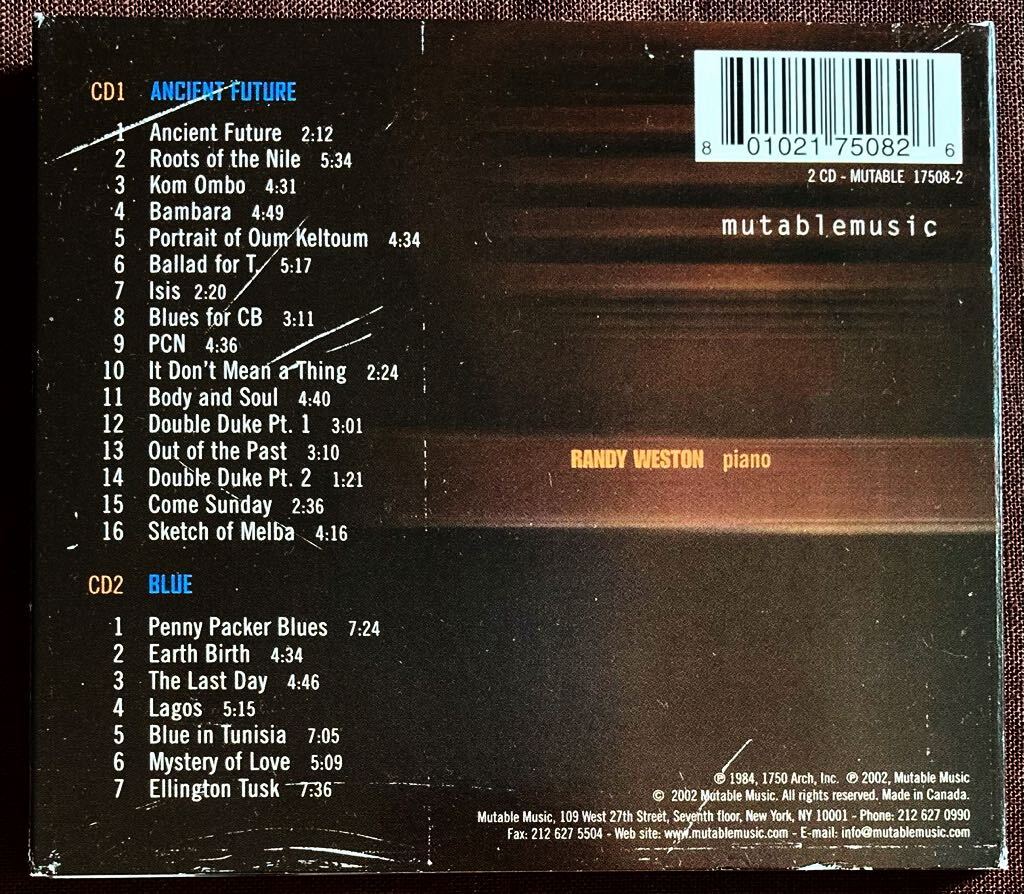 CD1 ANCIENT FUTURE
1 Ancient Future 2:12
2 Roots of the Nile 5:34
3 Kom Ombo 4:31
4 Bambara 4:49
5 Portrait of Oum Keltoum 4:34
6 Ballad for T. 5:17
7 Isis 2:20
8 Blues for CB 3:11
9 PCN 4:36
10 It Don't Mean a Thing 2:24
11 Body and Soul 4:40
12 Double Duke Pt. 1 3:01
13 Out of the Past 3:10
14 Double Duke Pt. 2 1:21
15 Come Sunday 2:36
16 Sketch of Melba 4:16
CD2 BLUE
1 Penny Packer Blues 7:24
2 Earth Birth 4:34
3 The Last Day 4:46
4 Lagos 5:15
5 Blue in Tunisia 7:05
6 Mystery of Love 5:09
7 Ellington Tusk 7:36
8 01021 75082 6
2 CD - MUTABLE 17508-2
mutablemusic
RANDY WESTON piano
℗ 1984, 1750 Arch, Inc. ℗ 2002, Mutable Music
© 2002 Mutable Music. All rights reserved. Made in Canada.
Mutable Music, 109 West 27th Street, Seventh floor, New York, NY 10001 - Phone: 212 627 0990
Fax: 212 627 5504 - Web site: www.mutablemusic.com - E-mail: info@mutablemusic.com